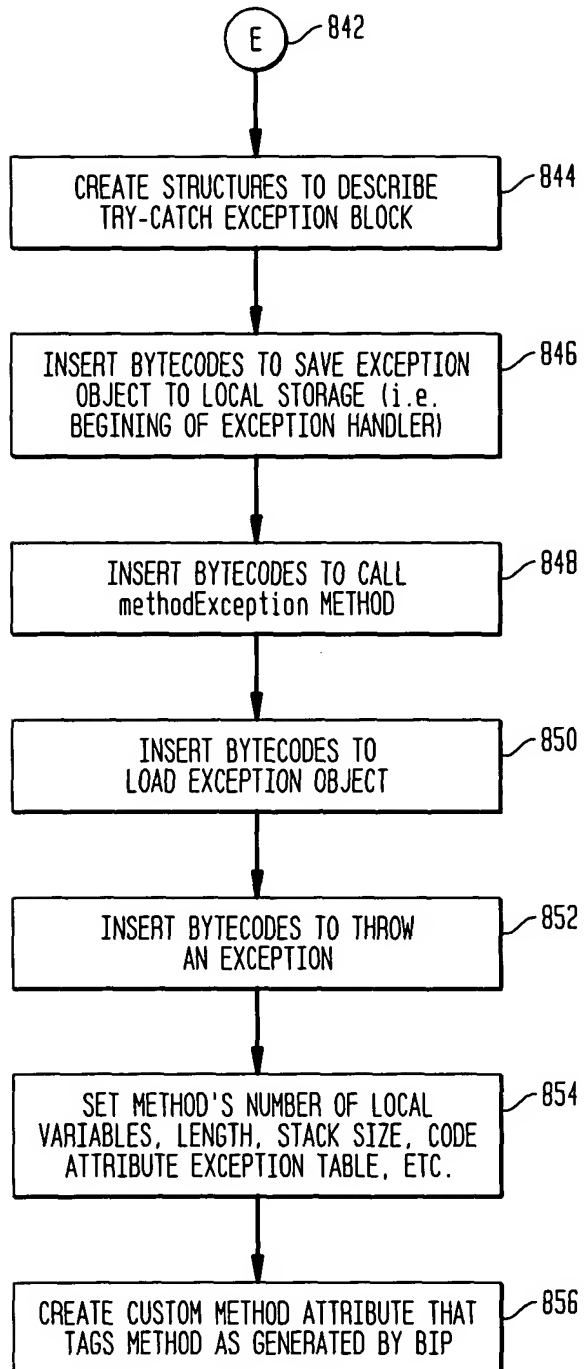 E
842
CREATE STRUCTURES TO DESCRIBE
TRY-CATCH EXCEPTION BLOCK
844
INSERT BYTECODES TO SAVE EXCEPTION
OBJECT TO LOCAL STORAGE (i.e.
BEGINING OF EXCEPTION HANDLER)
846
INSERT BYTECODES TO CALL
methodException METHOD
848
INSERT BYTECODES TO
LOAD EXCEPTION OBJECT
850
INSERT BYTECODES TO THROW
AN EXCEPTION
852
SET METHOD'S NUMBER OF LOCAL
VARIABLES, LENGTH, STACK SIZE, CODE
ATTRIBUTE EXCEPTION TABLE, ETC.
854
CREATE CUSTOM METHOD ATTRIBUTE THAT
TAGS METHOD AS GENERATED BY BIP
856